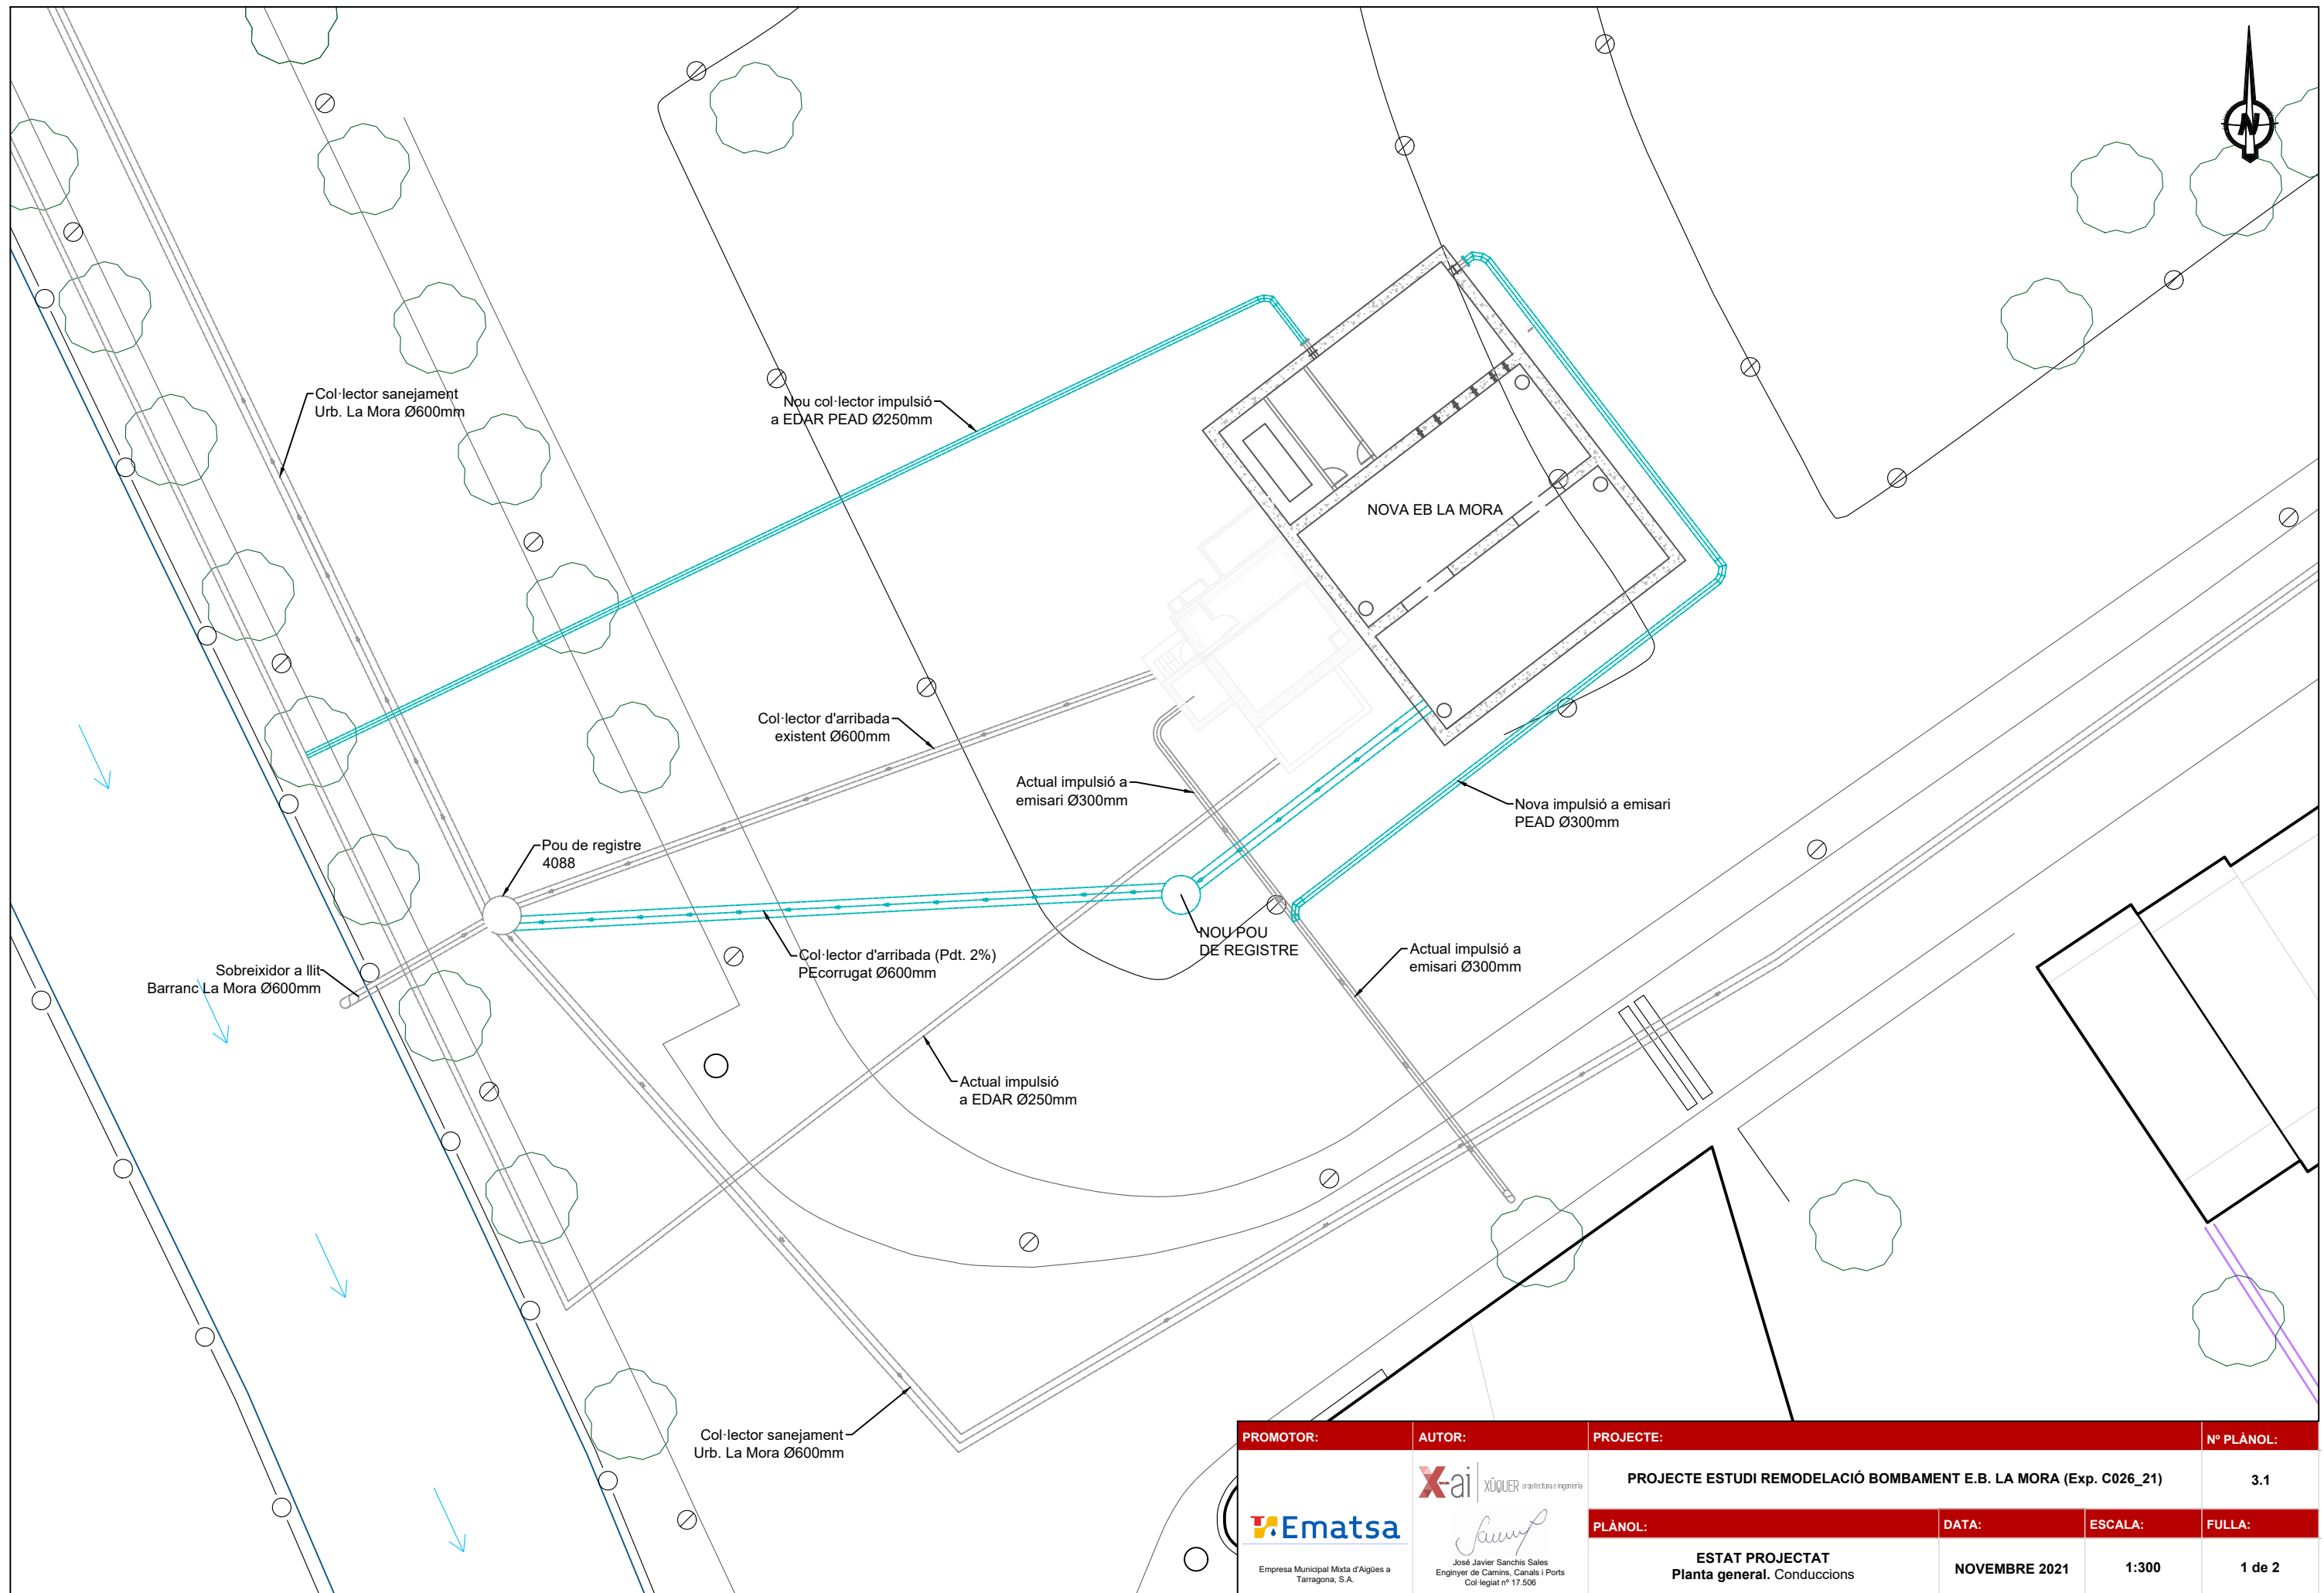 N
Col·lector sanejament
Urb. La Mora Ø600mm
Nou col·lector impulsió
a EDAR PEAD Ø250mm
NOVA EB LA MORA
Col·lector d'arribada
existent Ø600mm
Actual impulsió a
emisari Ø300mm
Nova impulsió a emisari
PEAD Ø300mm
Pou de registre
4088
NOU POU
DE REGISTRE
Col·lector d'arribada (Pdt. 2%)
PEcorrugat Ø600mm
Actual impulsió a
emisari Ø300mm
Sobreixidor a llit
Barranc La Mora Ø600mm
Actual impulsió
a EDAR Ø250mm
Col·lector sanejament
Urb. La Mora Ø600mm
PROMOTOR:
AUTOR:
PROJECTE:
Nº PLÀNOL:
X-ai XÚQUER arquitectura e ingeniería
PROJECTE ESTUDI REMODELACIÓ BOMBAMENT E.B. LA MORA (Exp. C026_21)
3.1
Ematsa
Empresa Municipal Mixta d'Aigües a
Tarragona, S.A.
José Javier Sanchis Sales
Enginyer de Camins, Canals i Ports
Col·legiat nº 17.506
PLÀNOL:
DATA:
ESCALA:
FULLA:
ESTAT PROJECTAT
Planta general. Conduccions
NOVEMBRE 2021
1:300
1 de 2